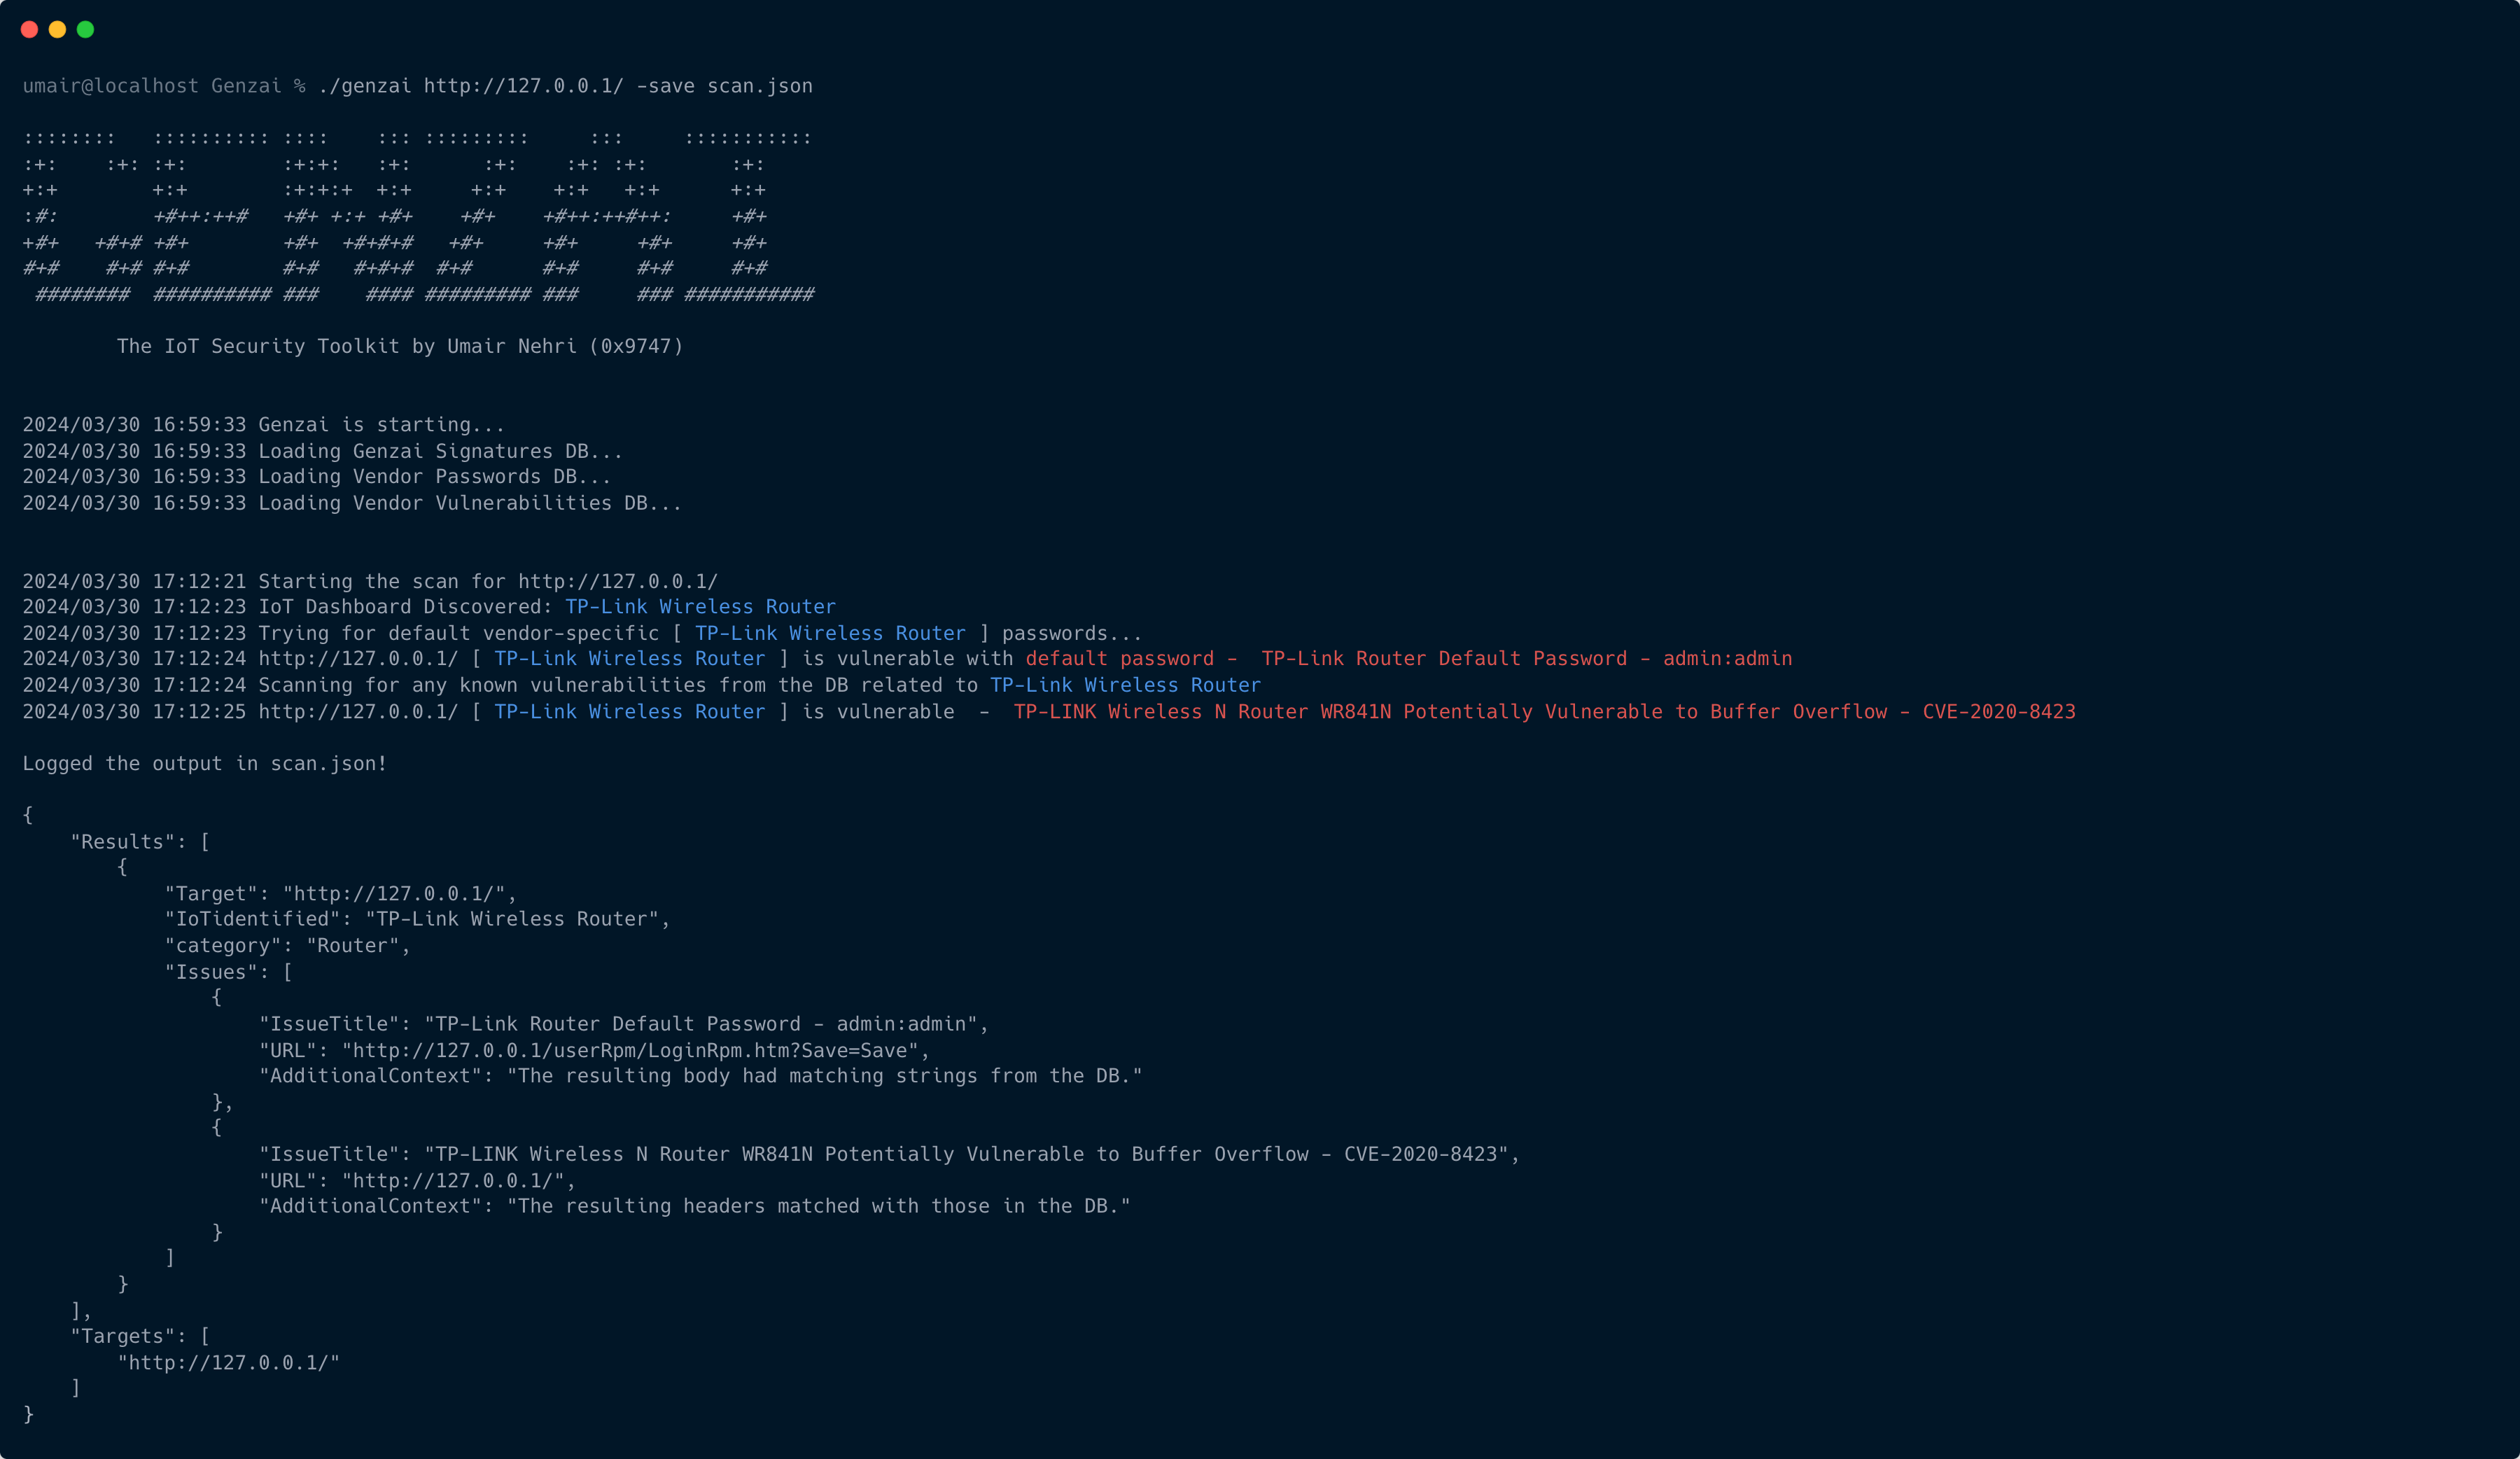 umair@localhost Genzai % ./genzai http://127.0.0.1/ -save scan.json

::::::::   :::::::::: ::::    ::: :::::::::     :::     :::::::::::
:+:    :+: :+:        :+:+:   :+:      :+:    :+: :+:       :+:
+:+        +:+        :+:+:+  +:+     +:+    +:+   +:+      +:+
:#:        +#++:++#   +#+ +:+ +#+    +#+    +#++:++#++:     +#+
+#+   +#+# +#+        +#+  +#+#+#   +#+     +#+     +#+     +#+
#+#    #+# #+#        #+#   #+#+#  #+#      #+#     #+#     #+#
 ########  ########## ###    #### ######### ###     ### ###########

        The IoT Security Toolkit by Umair Nehri (0x9747)

2024/03/30 16:59:33 Genzai is starting...
2024/03/30 16:59:33 Loading Genzai Signatures DB...
2024/03/30 16:59:33 Loading Vendor Passwords DB...
2024/03/30 16:59:33 Loading Vendor Vulnerabilities DB...

2024/03/30 17:12:21 Starting the scan for http://127.0.0.1/
2024/03/30 17:12:23 IoT Dashboard Discovered: TP-Link Wireless Router
2024/03/30 17:12:23 Trying for default vendor-specific [ TP-Link Wireless Router ] passwords...
2024/03/30 17:12:24 http://127.0.0.1/ [ TP-Link Wireless Router ] is vulnerable with default password -  TP-Link Router Default Password - admin:admin
2024/03/30 17:12:24 Scanning for any known vulnerabilities from the DB related to TP-Link Wireless Router
2024/03/30 17:12:25 http://127.0.0.1/ [ TP-Link Wireless Router ] is vulnerable  -  TP-LINK Wireless N Router WR841N Potentially Vulnerable to Buffer Overflow - CVE-2020-8423

Logged the output in scan.json!

{
    "Results": [
        {
            "Target": "http://127.0.0.1/",
            "IoTidentified": "TP-Link Wireless Router",
            "category": "Router",
            "Issues": [
                {
                    "IssueTitle": "TP-Link Router Default Password - admin:admin",
                    "URL": "http://127.0.0.1/userRpm/LoginRpm.htm?Save=Save",
                    "AdditionalContext": "The resulting body had matching strings from the DB."
                },
                {
                    "IssueTitle": "TP-LINK Wireless N Router WR841N Potentially Vulnerable to Buffer Overflow - CVE-2020-8423",
                    "URL": "http://127.0.0.1/",
                    "AdditionalContext": "The resulting headers matched with those in the DB."
                }
            ]
        }
    ],
    "Targets": [
        "http://127.0.0.1/"
    ]
}